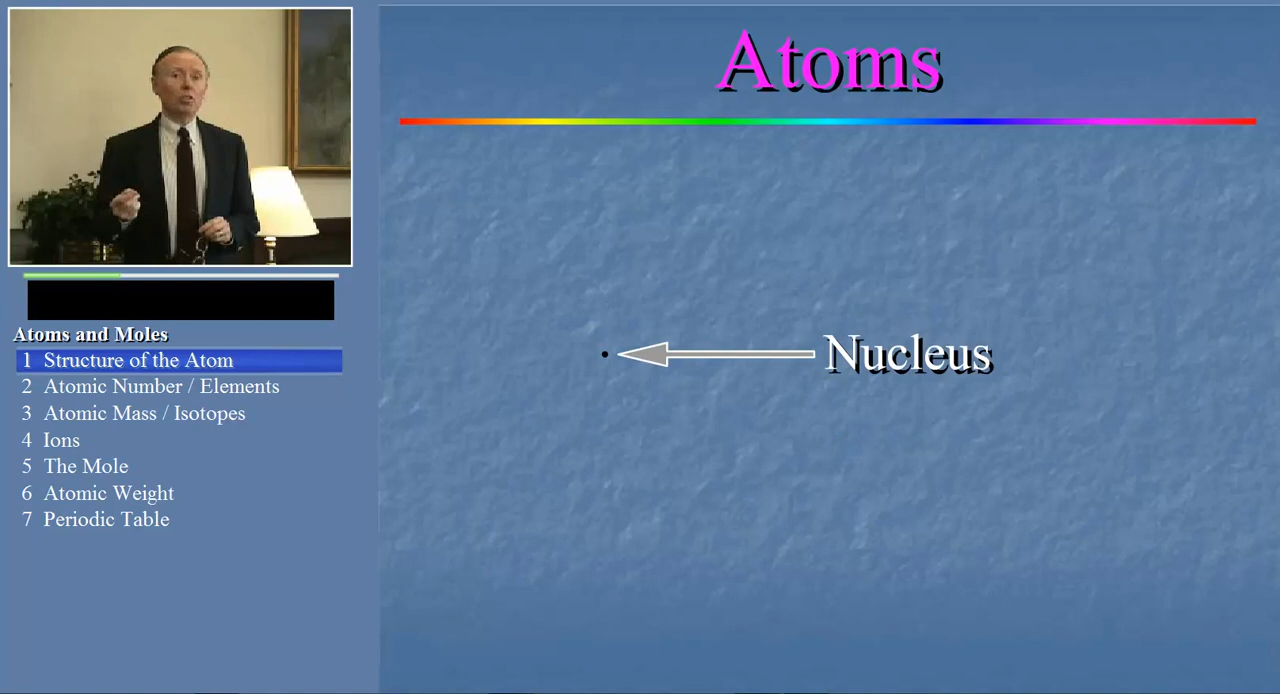 Atoms
Nucleus
Atoms and Moles
1 Structure of the Atom
2 Atomic Number / Elements
3 Atomic Mass / Isotopes
4 Ions
5 The Mole
6 Atomic Weight
7 Periodic Table